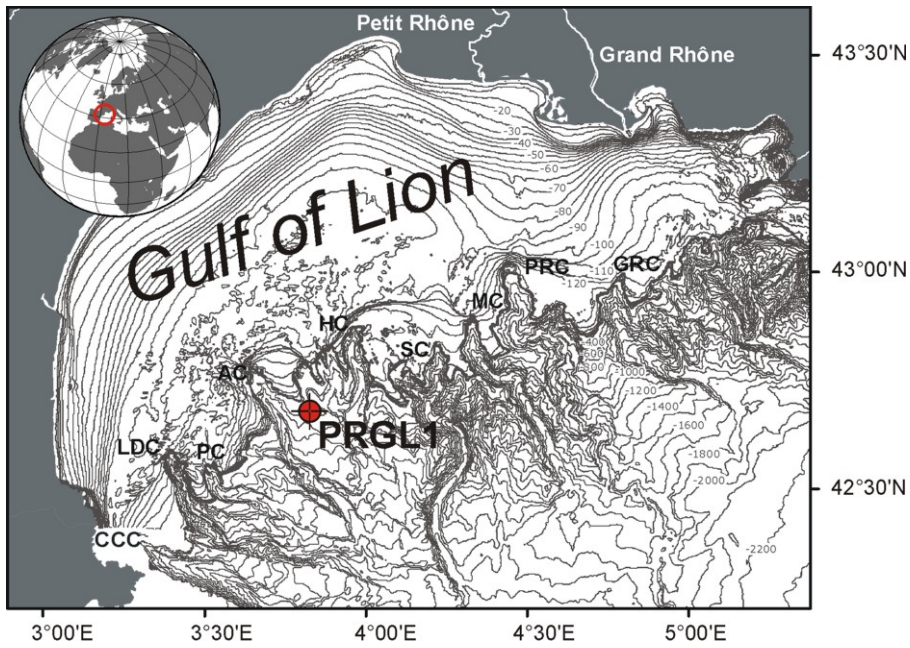 Petit Rhône
Grand Rhône
43°30'N
-20
-30
-40
-50
-60
-70
-80
-90
-100
-110
-120
Gulf of Lion
PRC
GRC
43°00'N
MC
HC
SC
AC
-1000
-1200
-1400
-1600
-1800
-2000
-2200
PRGL1
LDC
PC
42°30'N
CCC
3°00'E
3°30'E
4°00'E
4°30'E
5°00'E